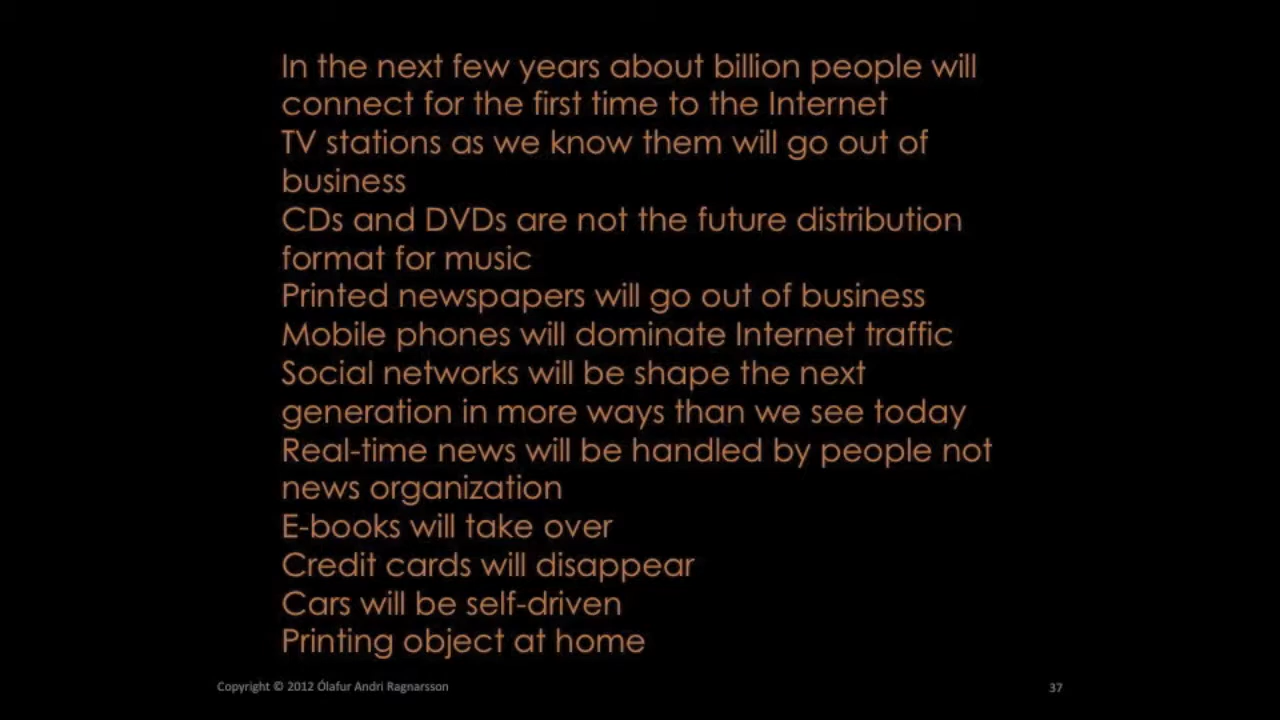 In the next few years about billion people will
connect for the first time to the Internet
TV stations as we know them will go out of
business
CDs and DVDs are not the future distribution
format for music
Printed newspapers will go out of business
Mobile phones will dominate Internet traffic
Social networks will be shape the next
generation in more ways than we see today
Real-time news will be handled by people not
news organization
E-books will take over
Credit cards will disappear
Cars will be self-driven
Printing object at home
Copyright © 2012 Ólafur Andri Ragnarsson
37